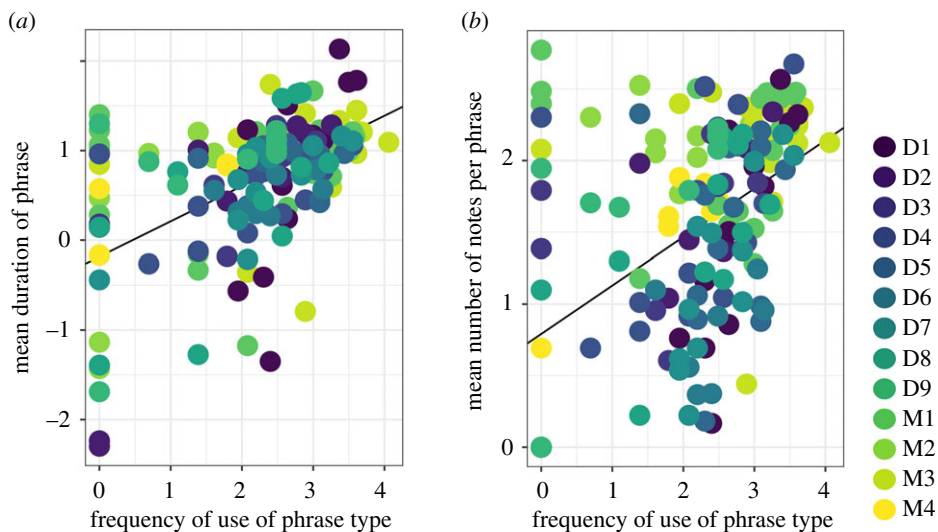 (a)
mean duration of phrase
1
0
–1
–2
0 1 2 3 4
frequency of use of phrase type
(b)
mean number of notes per phrase
2
1
0
0 1 2 3 4
frequency of use of phrase type
D1
D2
D3
D4
D5
D6
D7
D8
D9
M1
M2
M3
M4